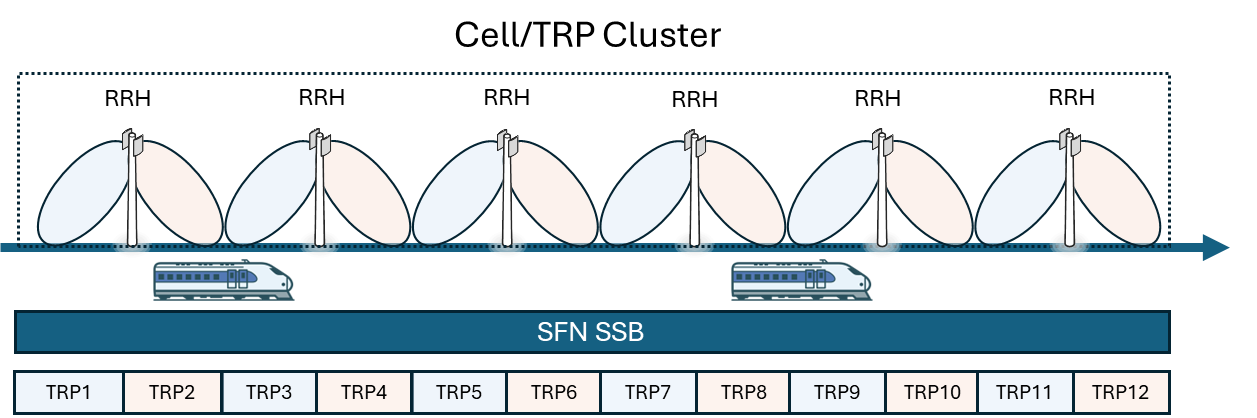 Cell/TRP Cluster
RRH RRH RRH RRH RRH RRH
SFN SSB
TRP1 TRP2 TRP3 TRP4 TRP5 TRP6 TRP7 TRP8 TRP9 TRP10 TRP11 TRP12